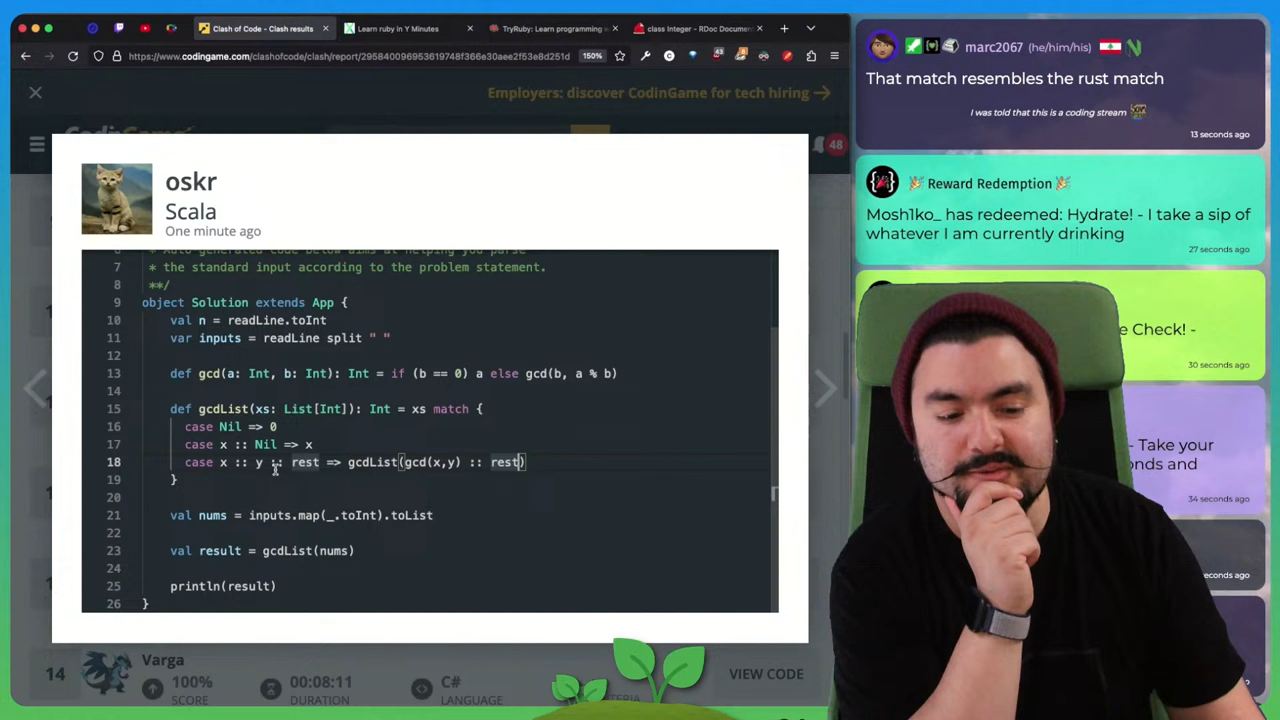 Clash of Code - Clash results
Learn ruby in Y Minutes
TryRuby: Learn programming w
class Integer - RDoc Documen
https://www.codingame.com/clashofcode/clash/report/29584009693636f366e30aee2f53e8d251d
150%
43
Employers: discover CodinGame for tech hiring
48
oskr
Scala
One minute ago
7 * the standard input according to the problem statement.
8 **/
9 object Solution extends App {
10 val n = readLine.toInt
11 var inputs = readLine split " "
12
13 def gcd(a: Int, b: Int): Int = if (b == 0) a else gcd(b, a % b)
14
15 def gcdList(xs: List[Int]): Int = xs match {
16 case Nil => 0
17 case x :: Nil => x
18 case x :: y :: rest => gcdList(gcd(x,y) :: rest)
19 }
20
21 val nums = inputs.map(_.toInt).toList
22
23 val result = gcdList(nums)
24
25 println(result)
26 }
14
Varga
100%
SCORE
00:08:11
DURATION
C#
LANGUAGE
VIEW CODE
marc2067 (he/him/his)
That match resembles the rust match
I was told that this is a coding stream
13 seconds ago
Reward Redemption
Mosh1ko_ has redeemed: Hydrate! - I take a sip of
whatever I am currently drinking
27 seconds ago
e Check! -
30 seconds ago
- Take your
conds and
34 seconds ago
econds ago